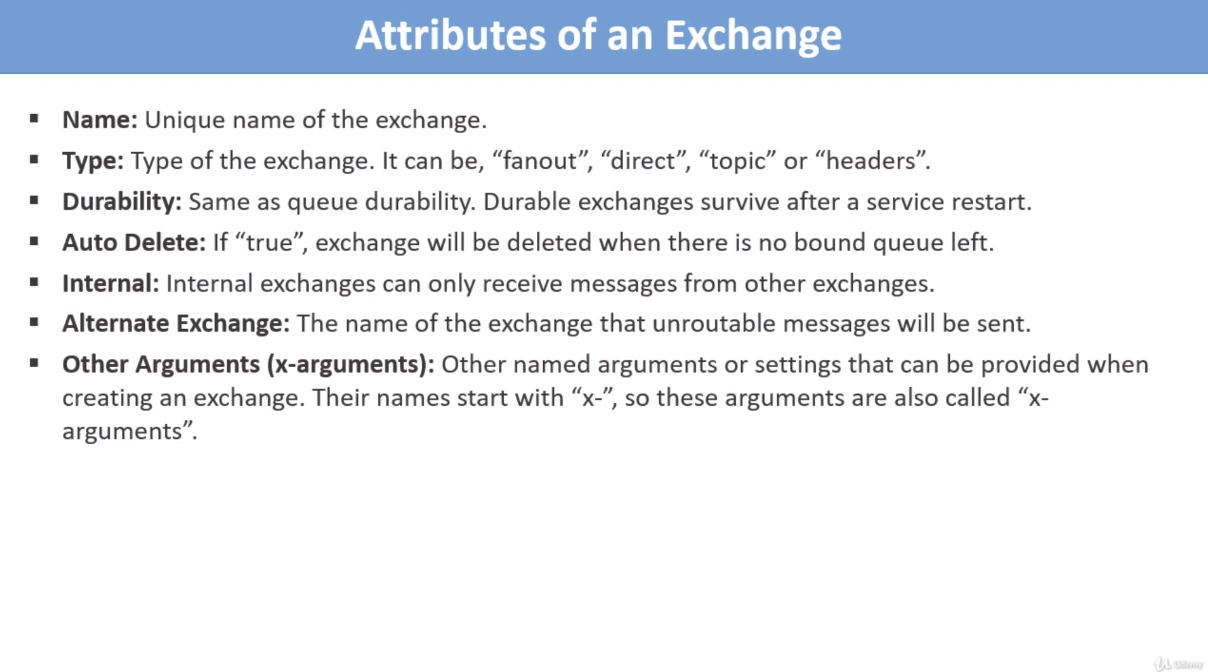 Attributes of an Exchange
▪ Name: Unique name of the exchange.
▪ Type: Type of the exchange. It can be, “fanout”, “direct”, “topic” or “headers”.
▪ Durability: Same as queue durability. Durable exchanges survive after a service restart.
▪ Auto Delete: If “true”, exchange will be deleted when there is no bound queue left.
▪ Internal: Internal exchanges can only receive messages from other exchanges.
▪ Alternate Exchange: The name of the exchange that unroutable messages will be sent.
▪ Other Arguments (x-arguments): Other named arguments or settings that can be provided when
creating an exchange. Their names start with “x-”, so these arguments are also called “x-
arguments”.
Udemy